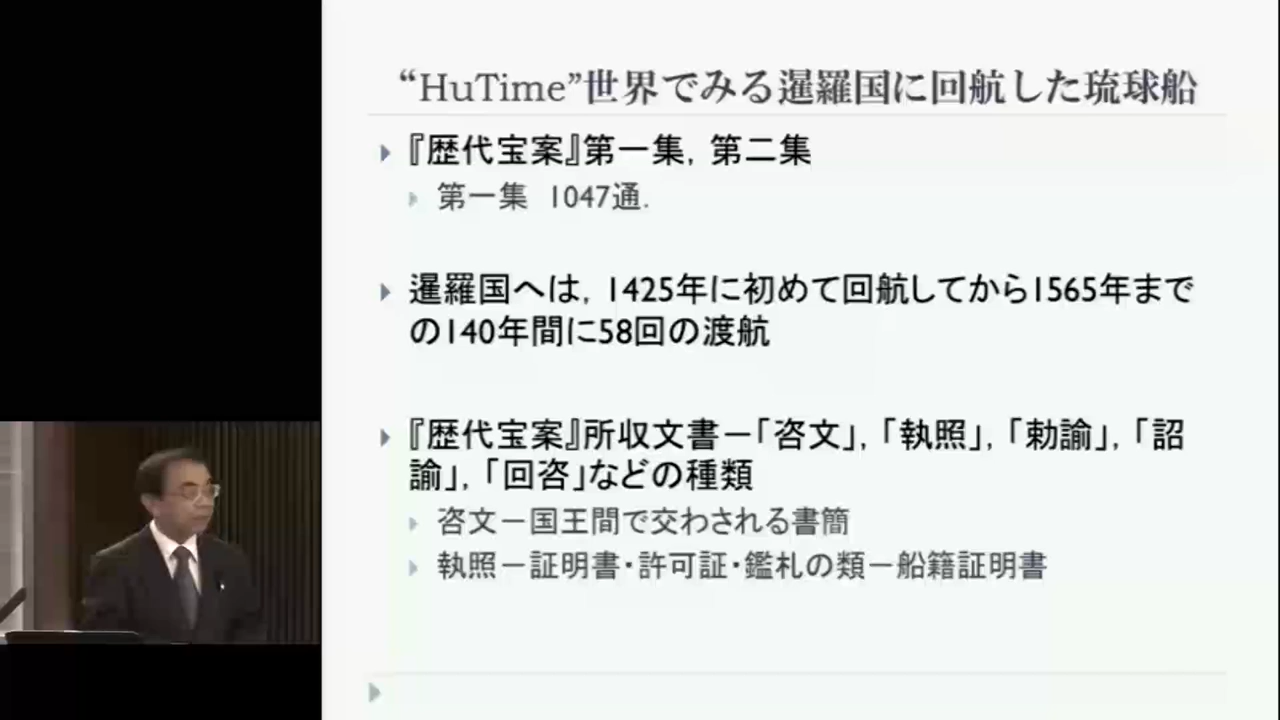 “HuTime”世界でみる暹羅国に回航した琉球船
『歴代宝案』第一集, 第二集
第一集 1047通.
暹羅国へは, 1425年に初めて回航してから1565年まで
の140年間に58回の渡航
『歴代宝案』所収文書－｢咨文｣, ｢執照｣, ｢勅諭｣, ｢詔
諭｣, ｢回咨｣などの種類
咨文－国王間で交わされる書簡
執照－証明書・許可証・鑑札の類－船籍証明書